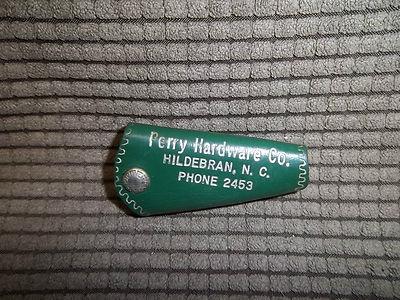 Perry Hardware Co.
HILDEBRAN, N. C.
PHONE 2453